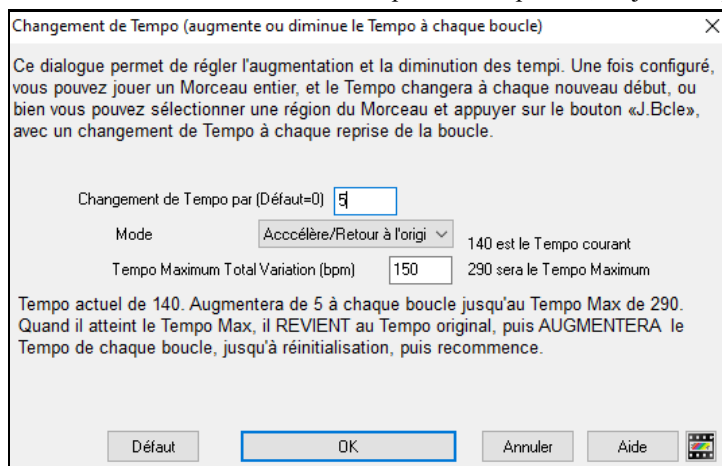 Changement de Tempo (augmente ou diminue le Tempo à chaque boucle)
Ce dialogue permet de régler l'augmentation et la diminution des tempi. Une fois configuré,
vous pouvez jouer un Morceau entier, et le Tempo changera à chaque nouveau début, ou
bien vous pouvez sélectionner une région du Morceau et appuyer sur le bouton «J.Bcle»,
avec un changement de Tempo à chaque reprise de la boucle.
Changement de Tempo par (Défaut=0) 5
Mode Acccélère/Retour à l'origi
140 est le Tempo courant
Tempo Maximum Total Variation (bpm) 150 290 sera le Tempo Maximum
Tempo actuel de 140. Augmentera de 5 à chaque boucle jusqu'au Tempo Max de 290.
Quand il atteint le Tempo Max, il REVIENT au Tempo original, puis AUGMENTERA le
Tempo de chaque boucle, jusqu'à réinitialisation, puis recommence.
Défaut OK Annuler Aide